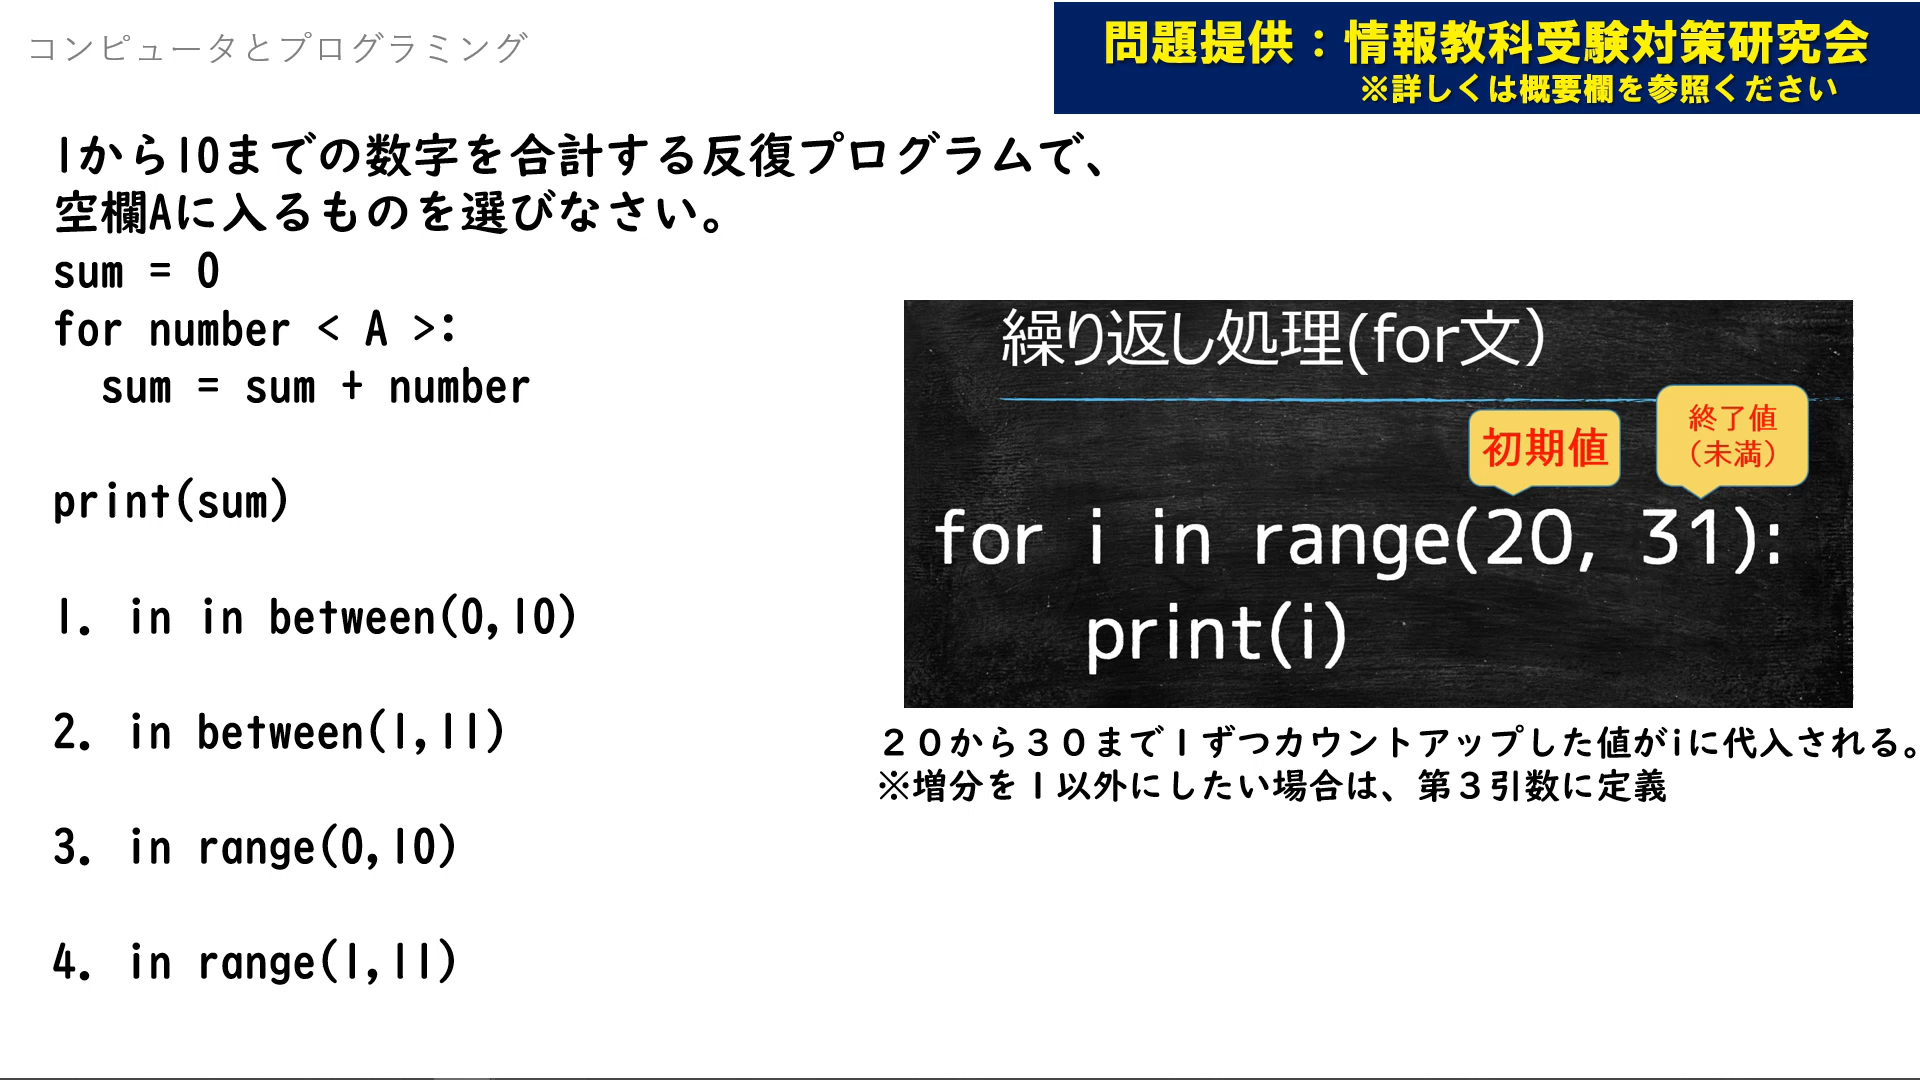 コンピュータとプログラミング
問題提供：情報教科受験対策研究会
※詳しくは概要欄を参照ください
1から10までの数字を合計する反復プログラムで、
空欄Aに入るものを選びなさい。
sum = 0
for number < A >:
sum = sum + number
print(sum)
1. in in between(0,10)
2. in between(1,11)
3. in range(0,10)
4. in range(1,11)
繰り返し処理(for文)
初期値
終了値
（未満）
for i in range(20, 31):
print(i)
２０から３０まで１ずつカウントアップした値がiに代入される。
※増分を１以外にしたい場合は、第３引数に定義